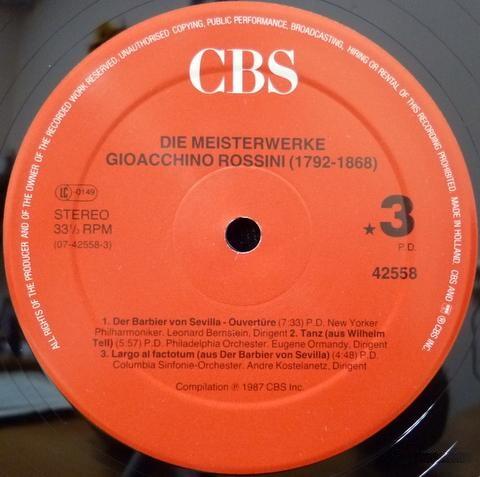 ALL RIGHTS OF THE PRODUCER AND OF THE OWNER OF THE RECORDED WORK RESERVED. UNAUTHORISED COPYING, PUBLIC PERFORMANCE, BROADCASTING, HIRING OR RENTAL OF THIS RECORDING PROHIBITED. MADE IN HOLLAND. CBS AND ® CBS INC.
CBS
DIE MEISTERWERKE
GIOACCHINO ROSSINI (1792-1868)
LC -0149
STEREO
33⅓ RPM
(07-42558-3)
★3
P.D.
42558
1. Der Barbier von Sevilla - Ouvertüre (7:33) P.D. New Yorker
Philharmoniker. Leonard Bernstein, Dirigent 2. Tanz (aus Wilhelm
Tell) (5:57) P.D. Philadelphia Orchester. Eugene Ormandy, Dirigent
3. Largo al factotum (aus Der Barbier von Sevilla) (4:48) P.D.
Columbia Sinfonie-Orchester. Andre Kostelanetz, Dirigent
Compilation ℗ 1987 CBS Inc.